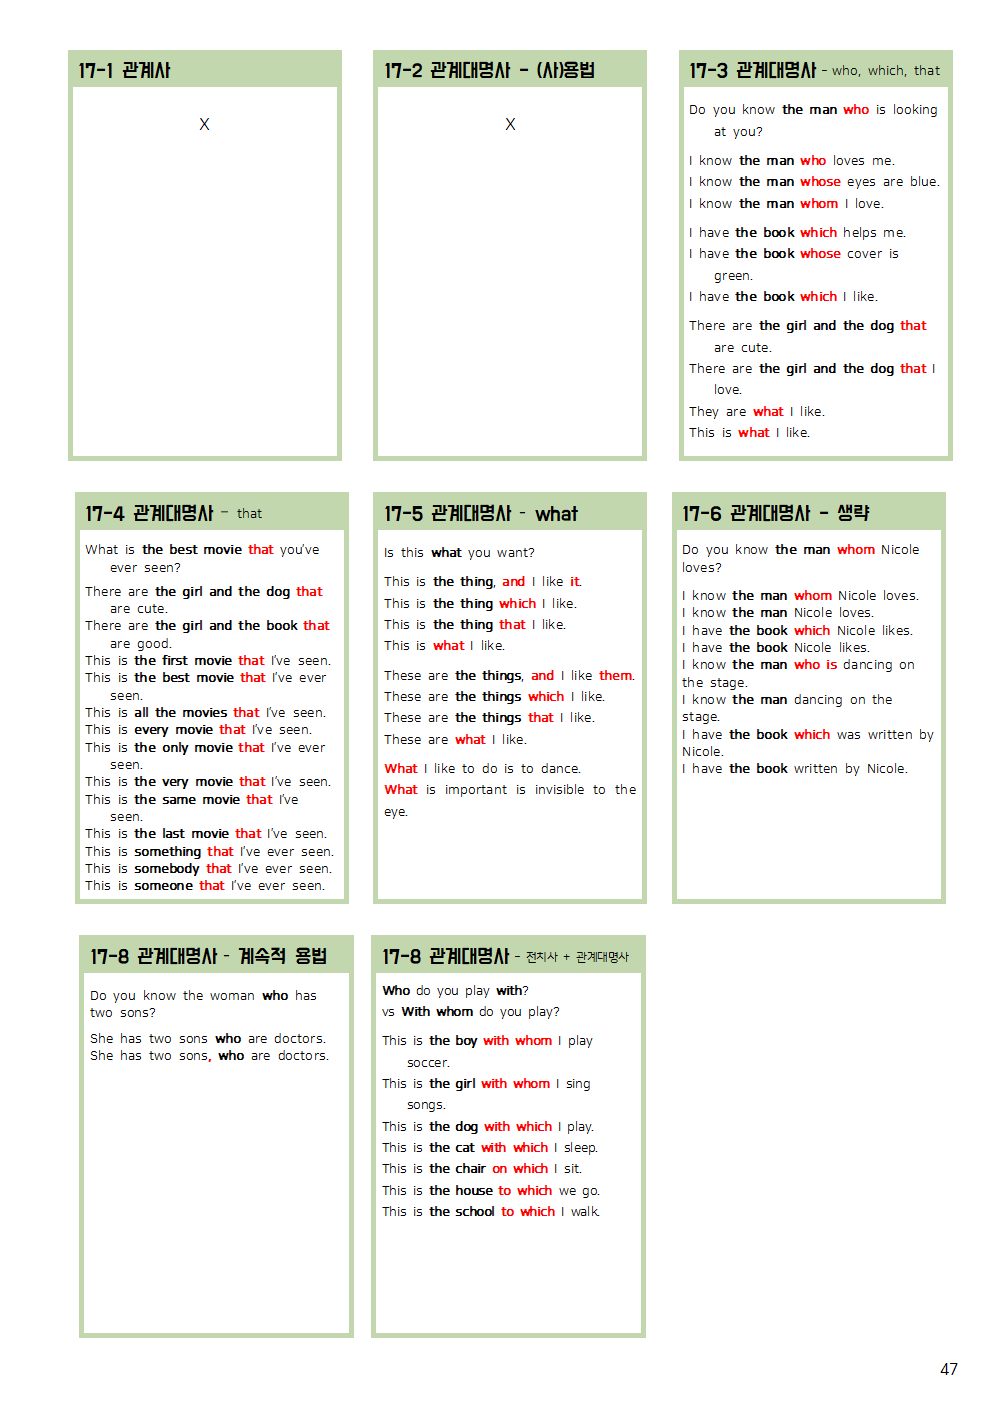 17-1 관계사
X
17-2 관계대명사 - (사)용법
X
17-3 관계대명사 - who, which, that
Do you know the man who is looking
at you?
I know the man who loves me.
I know the man whose eyes are blue.
I know the man whom I love.
I have the book which helps me.
I have the book whose cover is
green.
I have the book which I like.
There are the girl and the dog that
are cute.
There are the girl and the dog that I
love.
They are what I like.
This is what I like.
17-4 관계대명사 - that
What is the best movie that you've
ever seen?
There are the girl and the dog that
are cute.
There are the girl and the book that
are good.
This is the first movie that I've seen.
This is the best movie that I've ever
seen.
This is all the movies that I've seen.
This is every movie that I've seen.
This is the only movie that I've ever
seen.
This is the very movie that I've seen.
This is the same movie that I've
seen.
This is the last movie that I've seen.
This is something that I've ever seen.
This is somebody that I've ever seen.
This is someone that I've ever seen.
17-5 관계대명사 - what
Is this what you want?
This is the thing, and I like it.
This is the thing which I like.
This is the thing that I like.
This is what I like.
These are the things, and I like them.
These are the things which I like.
These are the things that I like.
These are what I like.
What I like to do is to dance.
What is important is invisible to the
eye.
17-6 관계대명사 - 생략
Do you know the man whom Nicole
loves?
I know the man whom Nicole loves.
I know the man Nicole loves.
I have the book which Nicole likes.
I have the book Nicole likes.
I know the man who is dancing on
the stage.
I know the man dancing on the
stage.
I have the book which was written by
Nicole.
I have the book written by Nicole.
17-8 관계대명사 - 계속적 용법
Do you know the woman who has
two sons?
She has two sons who are doctors.
She has two sons, who are doctors.
17-8 관계대명사 - 전치사 + 관계대명사
Who do you play with?
vs With whom do you play?
This is the boy with whom I play
soccer.
This is the girl with whom I sing
songs.
This is the dog with which I play.
This is the cat with which I sleep.
This is the chair on which I sit.
This is the house to which we go.
This is the school to which I walk.
47